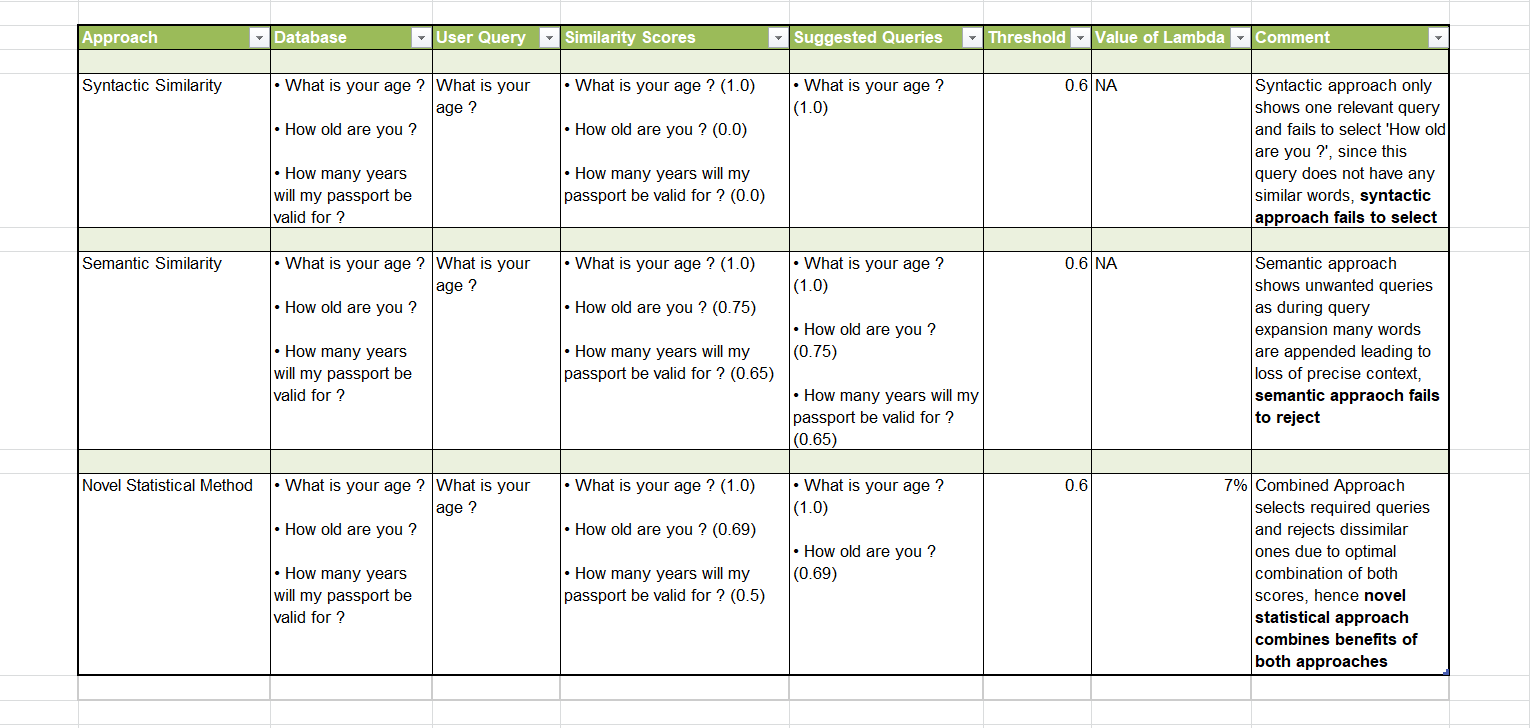 Approach Database User Query Similarity Scores Suggested Queries Threshold Value of Lambda Comment
Syntactic Similarity
• What is your age ?
• How old are you ?
• How many years
will my passport be
valid for ?
What is your
age ?
• What is your age ? (1.0)
• How old are you ? (0.0)
• How many years will my
passport be valid for ? (0.0)
• What is your age ?
(1.0)
0.6
NA
Syntactic approach only
shows one relevant query
and fails to select 'How old
are you ?', since this
query does not have any
similar words, syntactic
approach fails to select
Semantic Similarity
• What is your age ?
• How old are you ?
• How many years
will my passport be
valid for ?
What is your
age ?
• What is your age ? (1.0)
• How old are you ? (0.75)
• How many years will my
passport be valid for ? (0.65)
• What is your age ?
(1.0)
• How old are you ?
(0.75)
• How many years will my
passport be valid for ?
(0.65)
0.6
NA
Semantic approach
shows unwanted queries
as during query
expansion many words
are appended leading to
loss of precise context,
semantic appraoch fails
to reject
Novel Statistical Method
• What is your age ?
• How old are you ?
• How many years
will my passport be
valid for ?
What is your
age ?
• What is your age ? (1.0)
• How old are you ? (0.69)
• How many years will my
passport be valid for ? (0.5)
• What is your age ?
(1.0)
• How old are you ?
(0.69)
0.6
7%
Combined Approach
selects required queries
and rejects dissimilar
ones due to optimal
combination of both
scores, hence novel
statistical approach
combines benefits of
both approaches